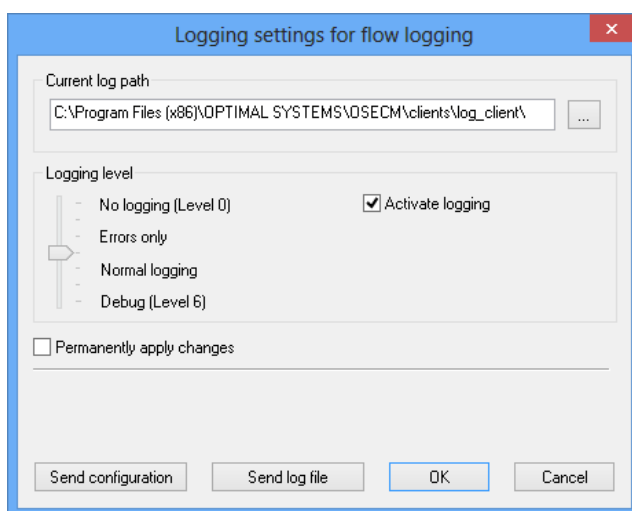 Logging settings for flow logging
Current log path
C:\Program Files (x86)\OPTIMAL SYSTEMS\OSECM\clients\log_client\
...
Logging level
No logging (Level 0)
Activate logging
Errors only
Normal logging
Debug (Level 6)
Permanently apply changes
Send configuration
Send log file
OK
Cancel